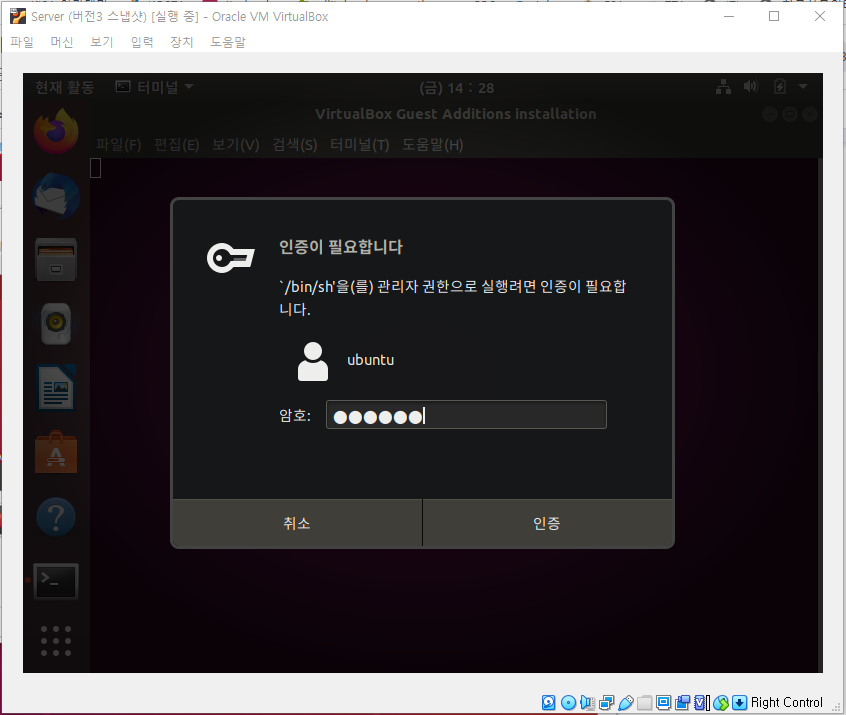 Server (버전3 스냅샷) [실행 중] - Oracle VM VirtualBox
파일 머신 보기 입력 장치 도움말
현재 활동 터미널 (금) 14 : 28
VirtualBox Guest Additions installation
파일(F) 편집(E) 보기(V) 검색(S) 터미널(T) 도움말(H)
인증이 필요합니다
`/bin/sh'을(를) 관리자 권한으로 실행려면 인증이 필요합
니다.
ubuntu
암호: ●●●●●●
취소 인증
Right Control